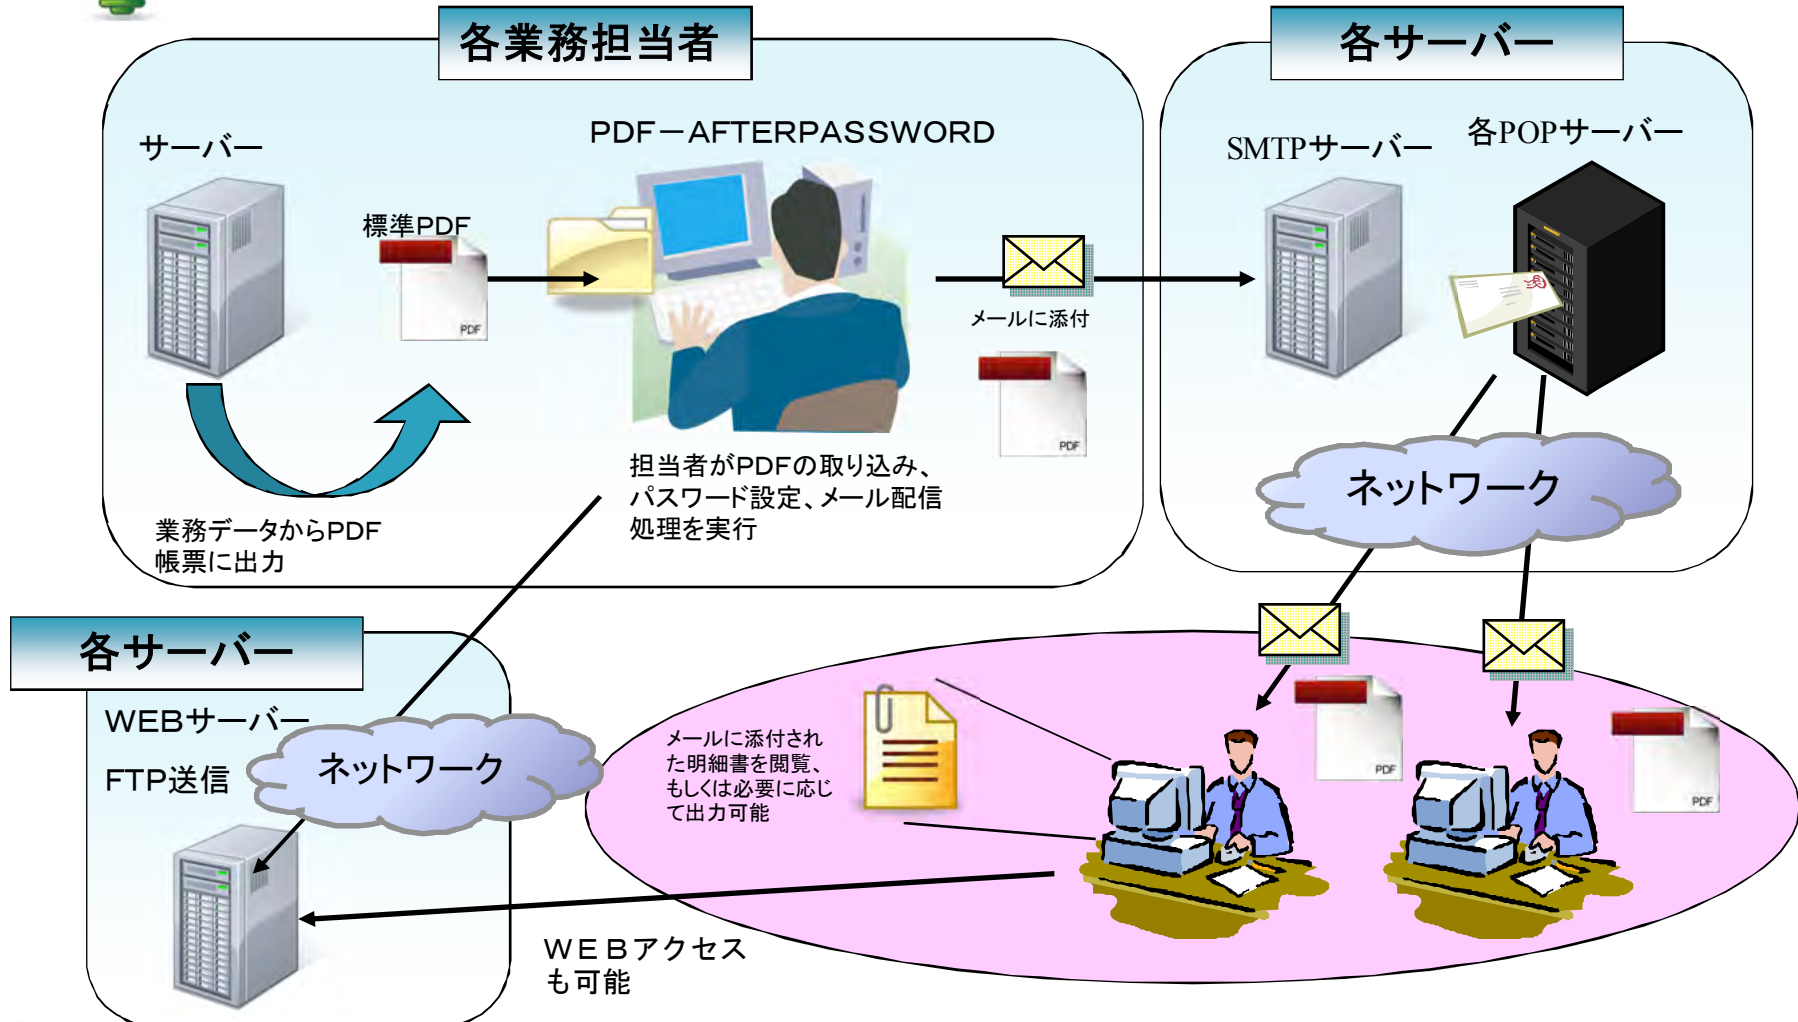 各業務担当者
各サーバー
サーバー
PDF－AFTERPASSWORD
SMTPサーバー
各POPサーバー
標準PDF
PDF
メールに添付
PDF
担当者がPDFの取り込み、
パスワード設定、メール配信
処理を実行
業務データからPDF
帳票に出力
ネットワーク
各サーバー
WEBサーバー
FTP送信
ネットワーク
メールに添付され
た明細書を閲覧、
もしくは必要に応じ
て出力可能
PDF
PDF
WEBアクセス
も可能